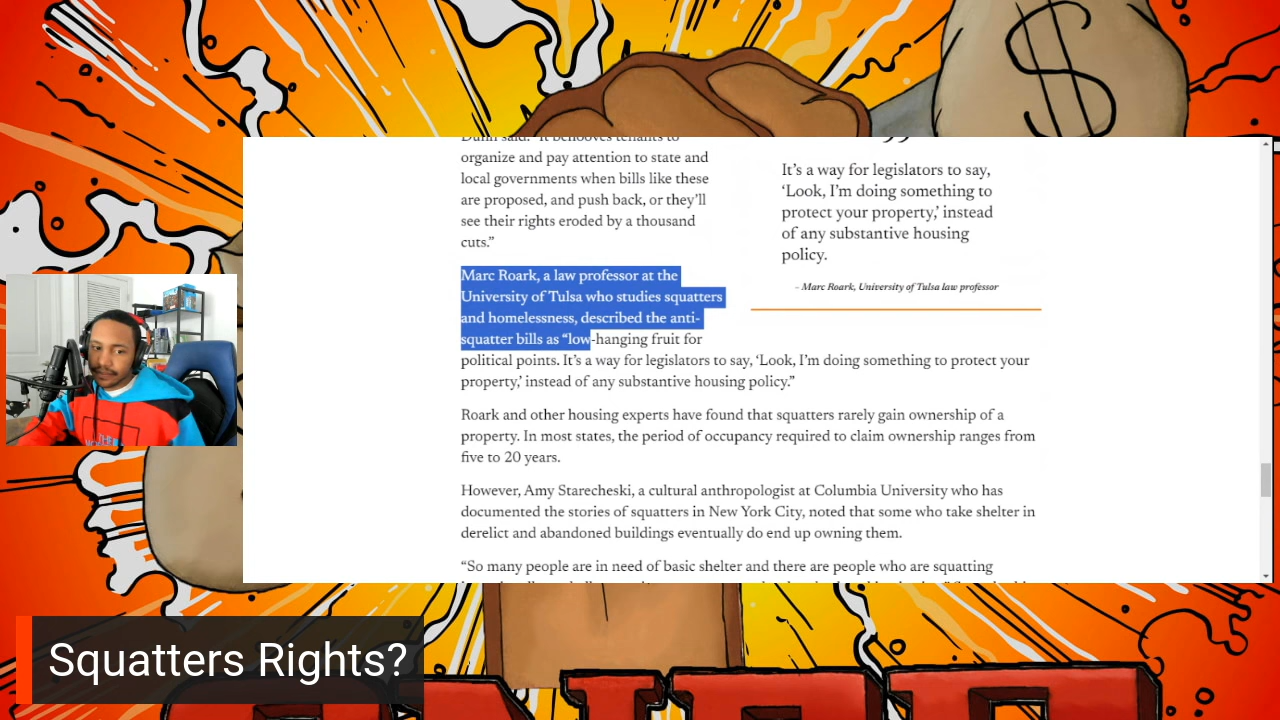 Dunn said. “It behooves tenants to
organize and pay attention to state and
local governments when bills like these
are proposed, and push back, or they’ll
see their rights eroded by a thousand
cuts.”
”
It’s a way for legislators to say,
‘Look, I’m doing something to
protect your property,’ instead
of any substantive housing
policy.
– Marc Roark, University of Tulsa law professor
Marc Roark, a law professor at the
University of Tulsa who studies squatters
and homelessness, described the anti-
squatter bills as “low-hanging fruit for
political points. It’s a way for legislators to say, ‘Look, I’m doing something to protect your
property,’ instead of any substantive housing policy.”
Roark and other housing experts have found that squatters rarely gain ownership of a
property. In most states, the period of occupancy required to claim ownership ranges from
five to 20 years.
However, Amy Starecheski, a cultural anthropologist at Columbia University who has
documented the stories of squatters in New York City, noted that some who take shelter in
derelict and abandoned buildings eventually do end up owning them.
“So many people are in need of basic shelter and there are people who are squatting
$
Squatters Rights?